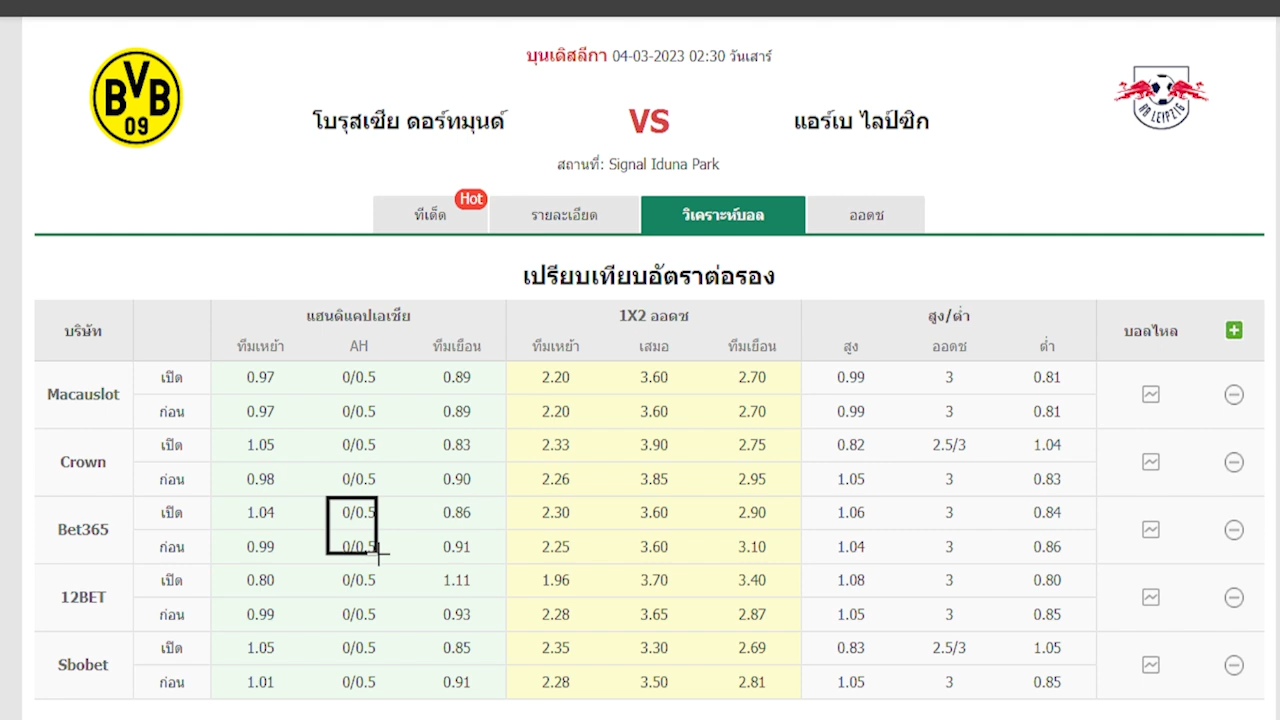 บุนเดิสลีกา 04-03-2023 02:30 วันเสาร์
BVB 09
โบรุสเซีย ดอร์ทมุนด์ VS แอร์เบ ไลป์ซิก
RB LEIPZIG
สถานที่: Signal Iduna Park
ทีเด็ด Hot รายละเอียด วิเคราะห์บอล ออดซ
เปรียบเทียบอัตราต่อรอง
บริษัท แฮนดิแคปเอเชีย 1X2 ออดซ สูง/ต่ำ บอลไหล
ทีมเหย้า AH ทีมเยือน ทีมเหย้า เสมอ ทีมเยือน สูง ออดซ ต่ำ
Macauslot เปิด 0.97 0/0.5 0.89 2.20 3.60 2.70 0.99 3 0.81
ก่อน 0.97 0/0.5 0.89 2.20 3.60 2.70 0.99 3 0.81
Crown เปิด 1.05 0/0.5 0.83 2.33 3.90 2.75 0.82 2.5/3 1.04
ก่อน 0.98 0/0.5 0.90 2.26 3.85 2.95 1.05 3 0.83
Bet365 เปิด 1.04 0/0.5 0.86 2.30 3.60 2.90 1.06 3 0.84
ก่อน 0.99 0/0.5 0.91 2.25 3.60 3.10 1.04 3 0.86
12BET เปิด 0.80 0/0.5 1.11 1.96 3.70 3.40 1.08 3 0.80
ก่อน 0.99 0/0.5 0.93 2.28 3.65 2.87 1.05 3 0.85
Sbobet เปิด 1.05 0/0.5 0.85 2.35 3.30 2.69 0.83 2.5/3 1.05
ก่อน 1.01 0/0.5 0.91 2.28 3.50 2.81 1.05 3 0.85